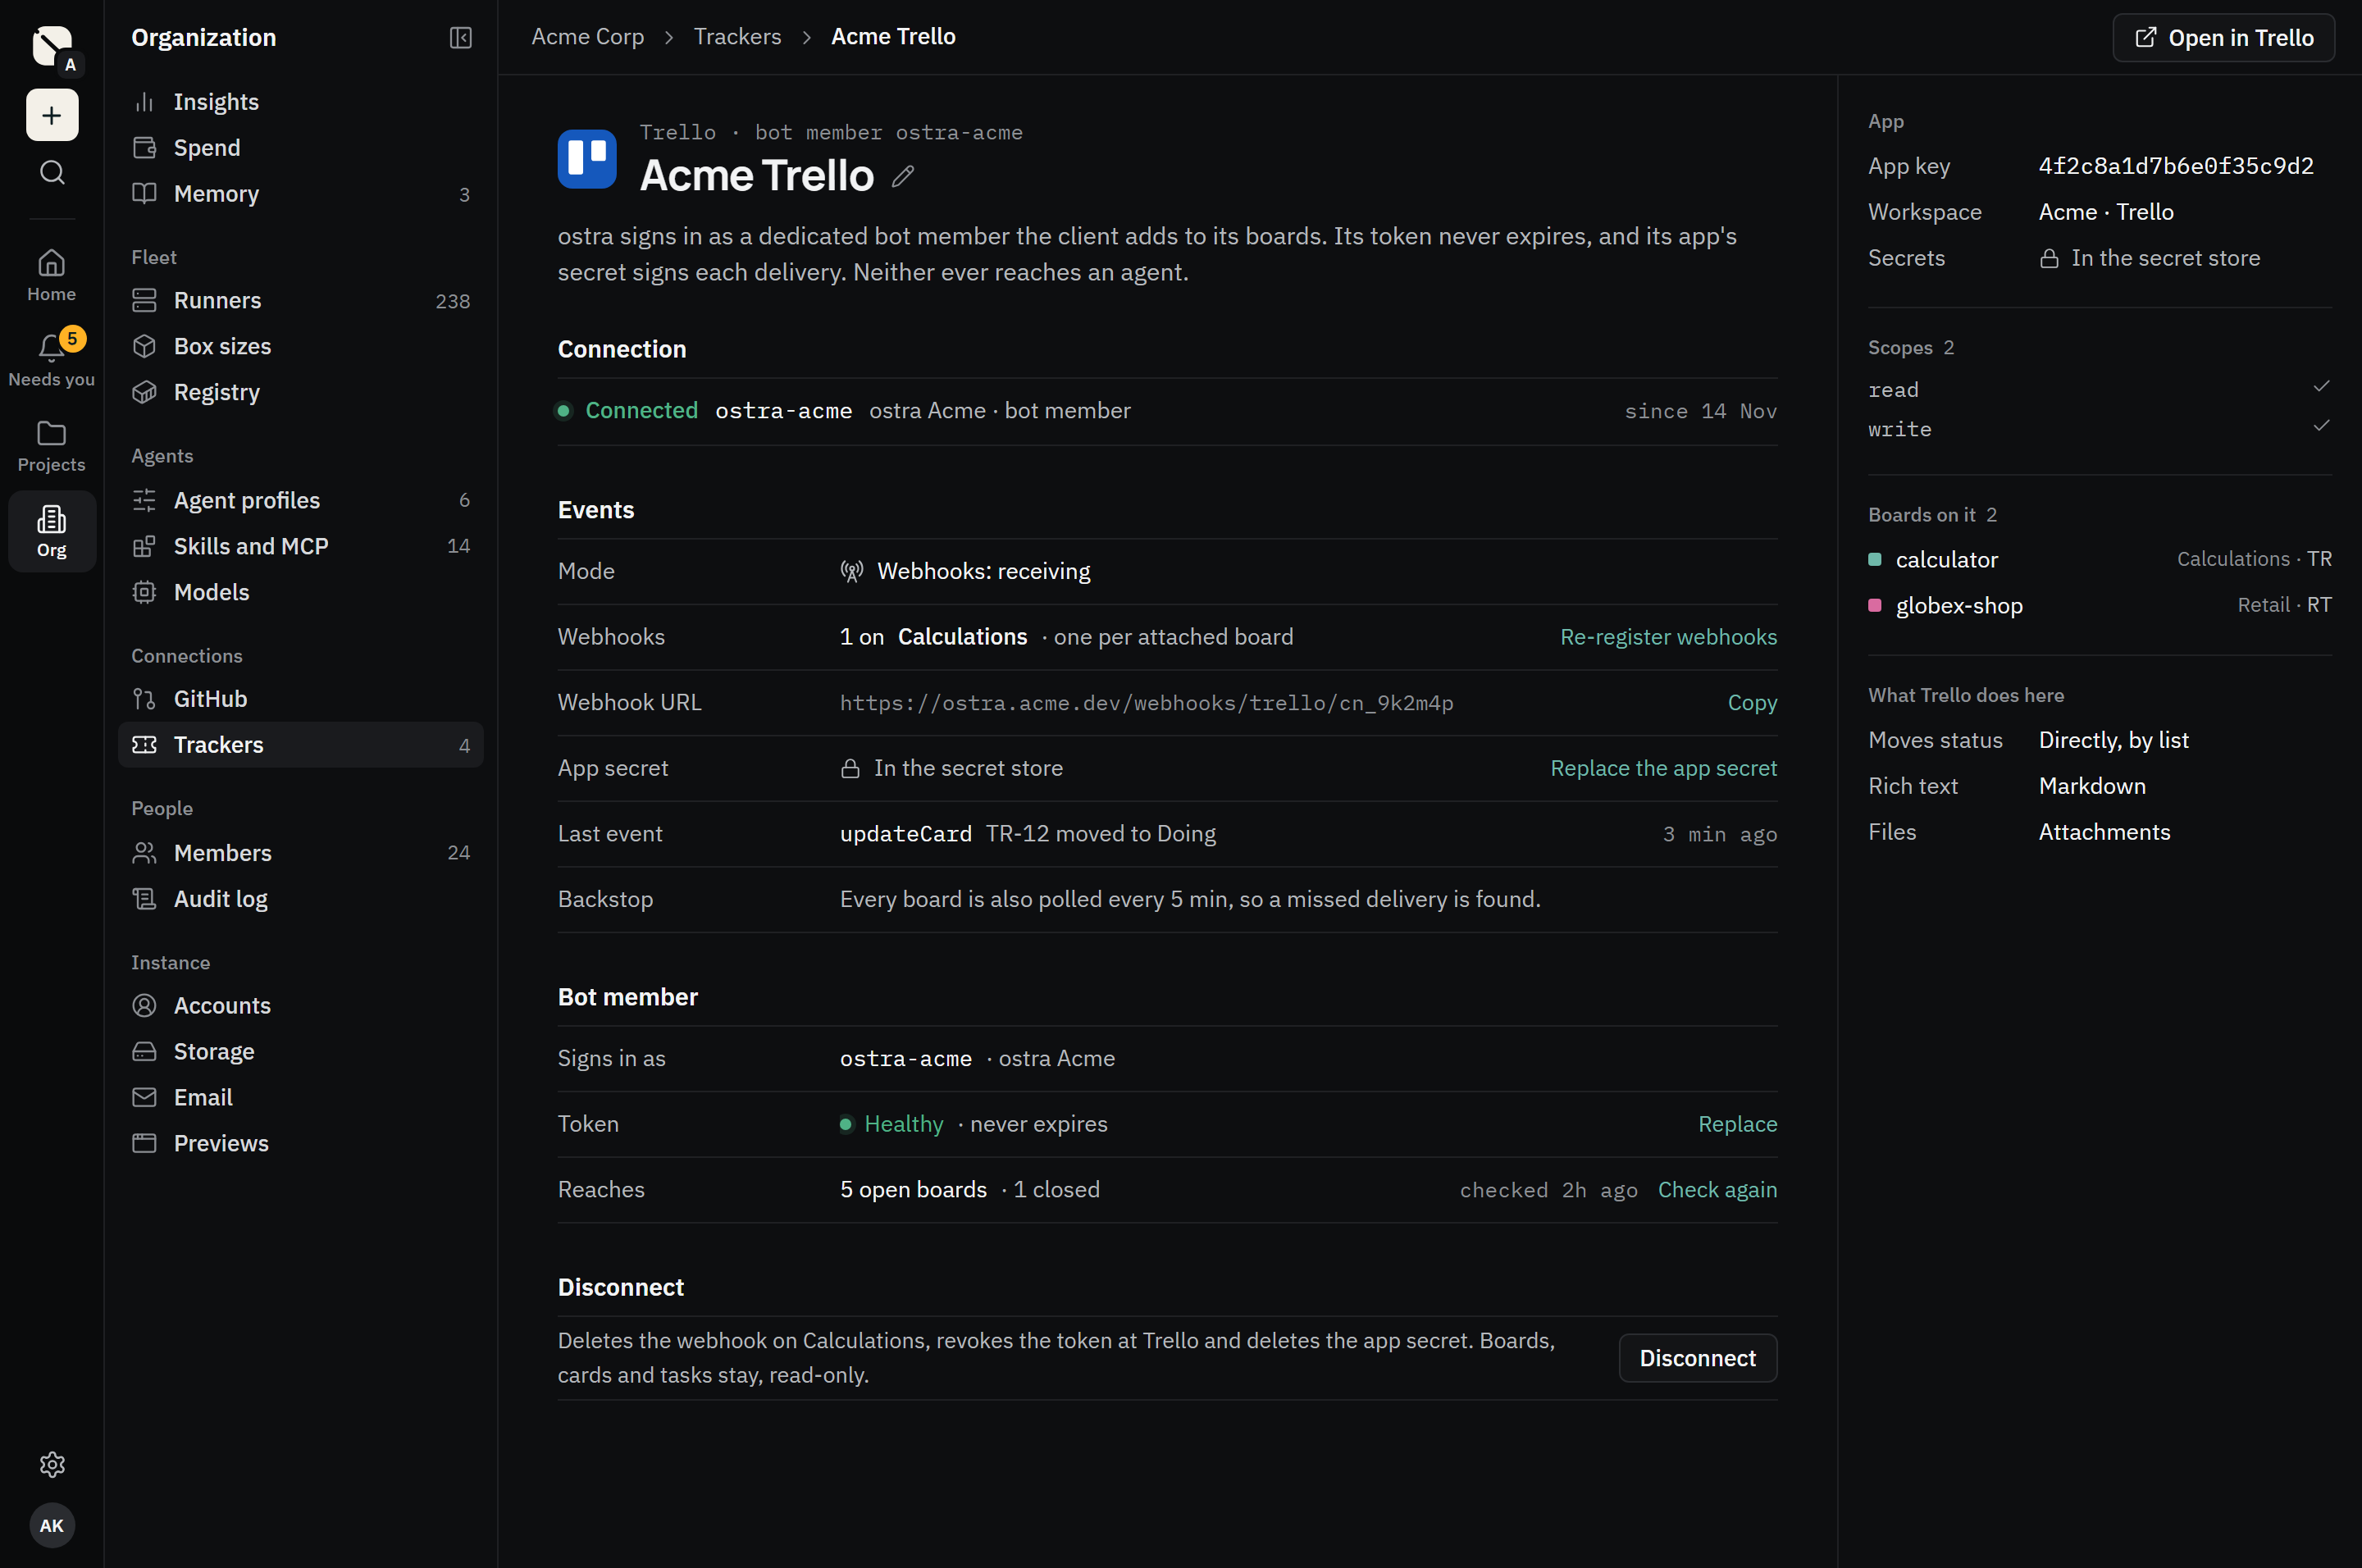 A
Home
5
Needs you
Projects
Org
AK
Organization
Insights
Spend
Memory 3
Fleet
Runners 238
Box sizes
Registry
Agents
Agent profiles 6
Skills and MCP 14
Models
Connections
GitHub
Trackers 4
People
Members 24
Audit log
Instance
Accounts
Storage
Email
Previews
Acme Corp > Trackers > Acme Trello
Open in Trello
Trello · bot member ostra-acme
Acme Trello
ostra signs in as a dedicated bot member the client adds to its boards. Its token never expires, and its app's
secret signs each delivery. Neither ever reaches an agent.
Connection
Connected ostra-acme ostra Acme · bot member since 14 Nov
Events
Mode Webhooks: receiving
Webhooks 1 on Calculations · one per attached board Re-register webhooks
Webhook URL https://ostra.acme.dev/webhooks/trello/cn_9k2m4p Copy
App secret In the secret store Replace the app secret
Last event updateCard TR-12 moved to Doing 3 min ago
Backstop Every board is also polled every 5 min, so a missed delivery is found.
Bot member
Signs in as ostra-acme · ostra Acme
Token Healthy · never expires Replace
Reaches 5 open boards · 1 closed checked 2h ago Check again
Disconnect
Deletes the webhook on Calculations, revokes the token at Trello and deletes the app secret. Boards,
cards and tasks stay, read-only.
Disconnect
App
App key 4f2c8a1d7b6e0f35c9d2
Workspace Acme · Trello
Secrets In the secret store
Scopes 2
read
write
Boards on it 2
calculator Calculations · TR
globex-shop Retail · RT
What Trello does here
Moves status Directly, by list
Rich text Markdown
Files Attachments